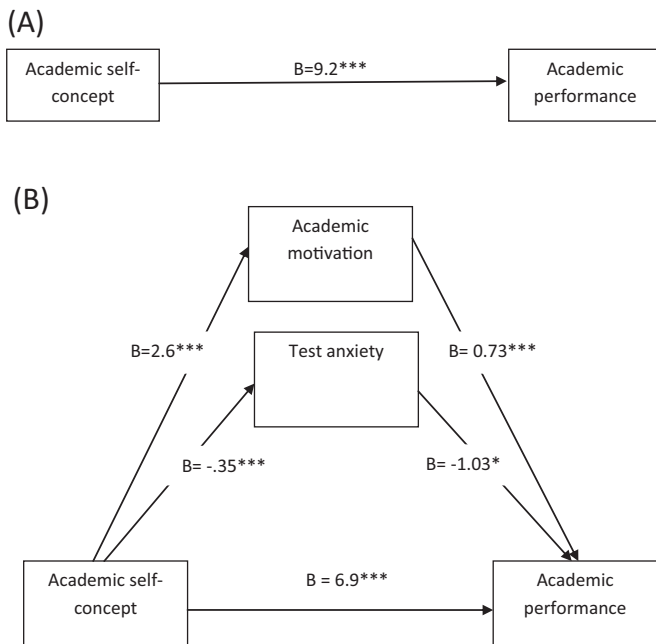 (A)
Academic self-
concept
B=9.2***
Academic
performance
(B)
Academic
motivation
B=2.6***
Test anxiety
B= 0.73***
B= -.35***
B= -1.03*
Academic self-
concept
B = 6.9***
Academic
performance